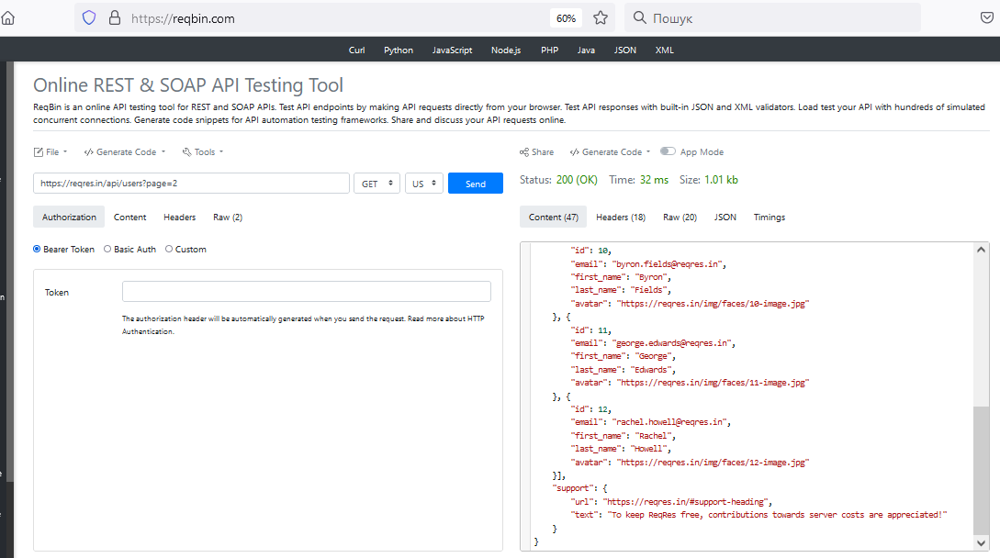 https://reqbin.com
60%
Пошук
Curl Python JavaScript Node.js PHP Java JSON XML
Online REST & SOAP API Testing Tool
ReqBin is an online API testing tool for REST and SOAP APIs. Test API endpoints by making API requests directly from your browser. Test API responses with built-in JSON and XML validators. Load test your API with hundreds of simulated
concurrent connections. Generate code snippets for API automation testing frameworks. Share and discuss your API requests online.
File Generate Code Tools
https://reqres.in/api/users?page=2 GET US Send
Authorization Content Headers Raw (2)
Bearer Token Basic Auth Custom
Token
The authorization header will be automatically generated when you send the request. Read more about HTTP
Authentication.
Share Generate Code App Mode
Status: 200 (OK) Time: 32 ms Size: 1.01 kb
Content (47) Headers (18) Raw (20) JSON Timings
"id": 10,
"email": "byron.fields@reqres.in",
"first_name": "Byron",
"last_name": "Fields",
"avatar": "https://reqres.in/img/faces/10-image.jpg"
}, {
"id": 11,
"email": "george.edwards@reqres.in",
"first_name": "George",
"last_name": "Edwards",
"avatar": "https://reqres.in/img/faces/11-image.jpg"
}, {
"id": 12,
"email": "rachel.howell@reqres.in",
"first_name": "Rachel",
"last_name": "Howell",
"avatar": "https://reqres.in/img/faces/12-image.jpg"
}],
"support": {
"url": "https://reqres.in/#support-heading",
"text": "To keep ReqRes free, contributions towards server costs are appreciated!"
}
}